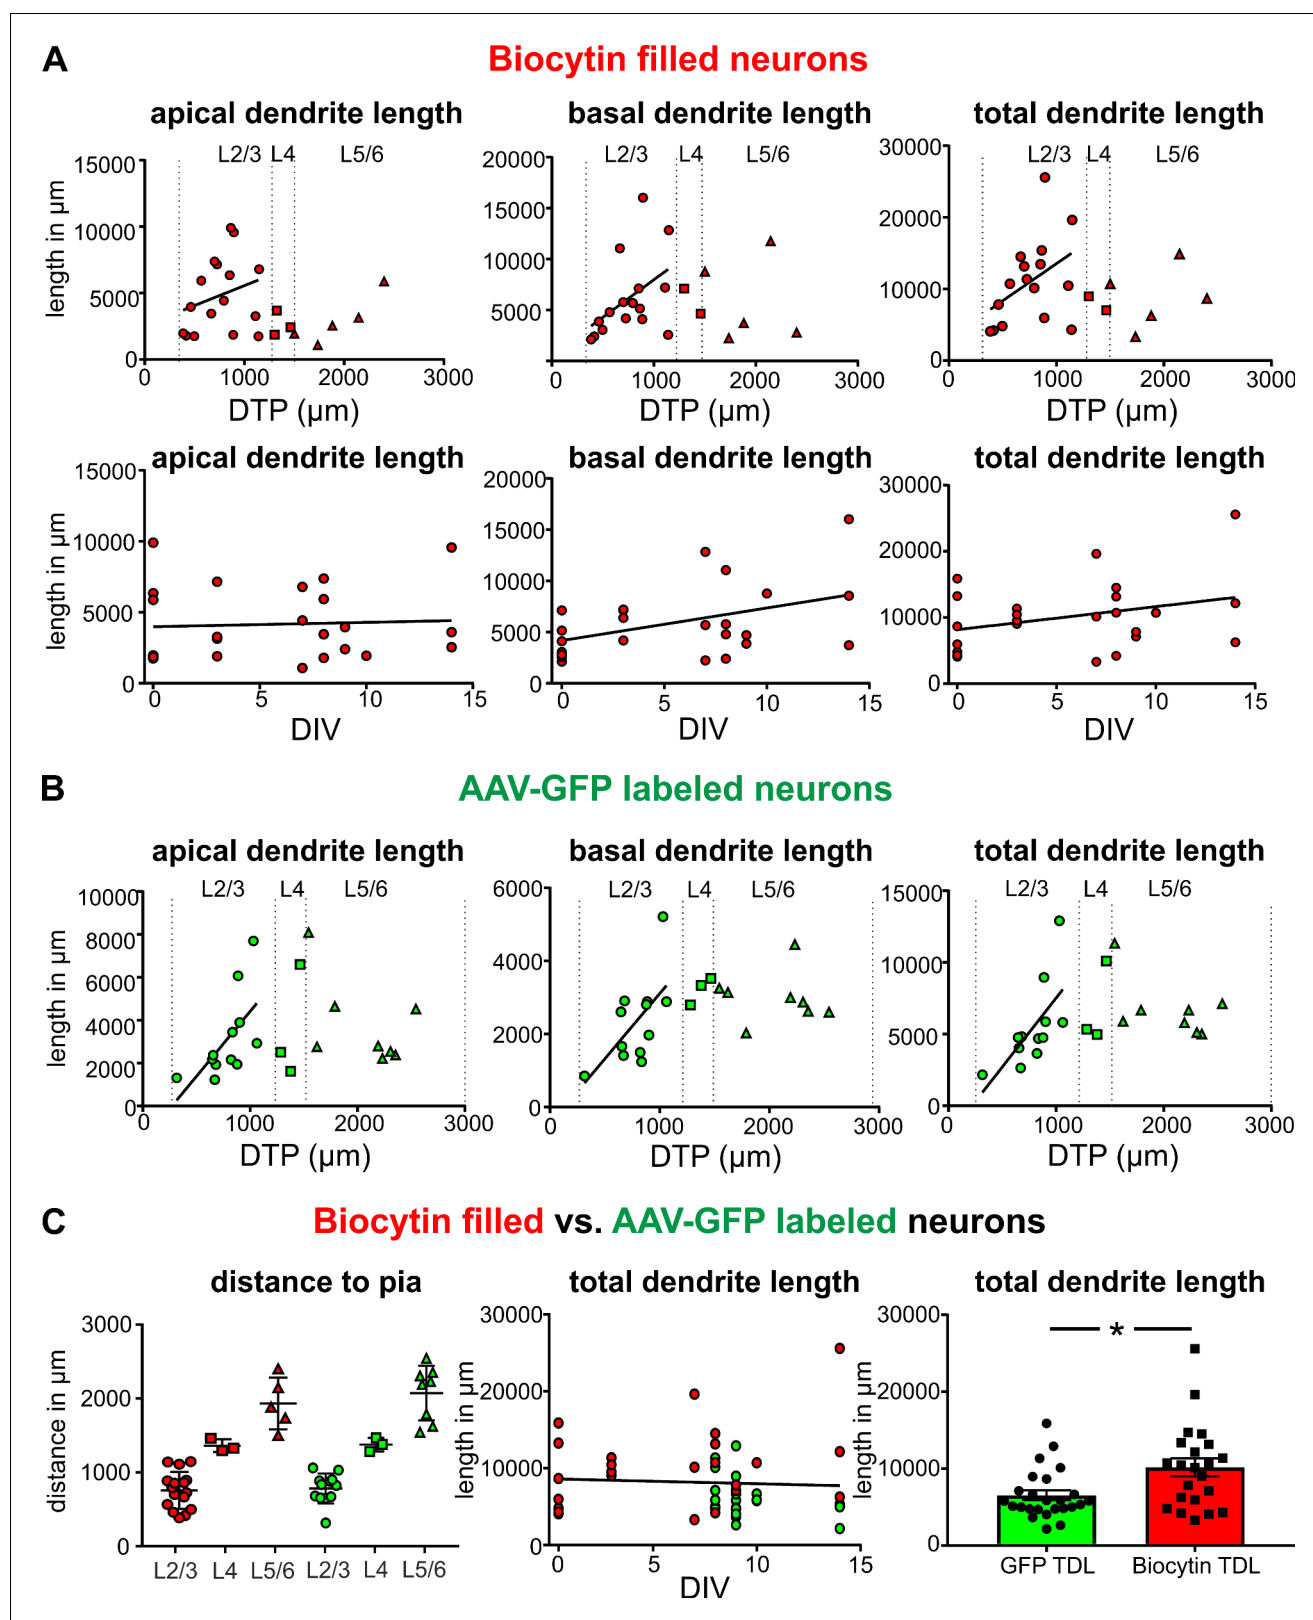 A
Biocytin filled neurons
apical dendrite length
basal dendrite length
total dendrite length
L2/3 L4 L5/6
L2/3 L4 L5/6
L2/3 L4 L5/6
length in µm
15000
10000
5000
0
0 1000 2000 3000
DTP (µm)
20000
15000
10000
5000
0
0 1000 2000 3000
DTP (µm)
30000
20000
10000
0
0 1000 2000 3000
DTP (µm)
apical dendrite length
basal dendrite length
total dendrite length
length in µm
15000
10000
5000
0
0 5 10 15
DIV
20000
15000
10000
5000
0
0 5 10 15
DIV
30000
20000
10000
0
0 5 10 15
DIV
B
AAV-GFP labeled neurons
apical dendrite length
basal dendrite length
total dendrite length
L2/3 L4 L5/6
L2/3 L4 L5/6
L2/3 L4 L5/6
length in µm
10000
8000
6000
4000
2000
0
0 1000 2000 3000
DTP (µm)
6000
4000
2000
0
0 1000 2000 3000
DTP (µm)
15000
10000
5000
0
0 1000 2000 3000
DTP (µm)
C
Biocytin filled vs. AAV-GFP labeled neurons
distance to pia
total dendrite length
total dendrite length
distance in µm
3000
2000
1000
0
L2/3 L4 L5/6 L2/3 L4 L5/6
length in µm
30000
20000
10000
0
0 5 10 15
DIV
length in µm
30000
20000
10000
0
*
GFP TDL Biocytin TDL